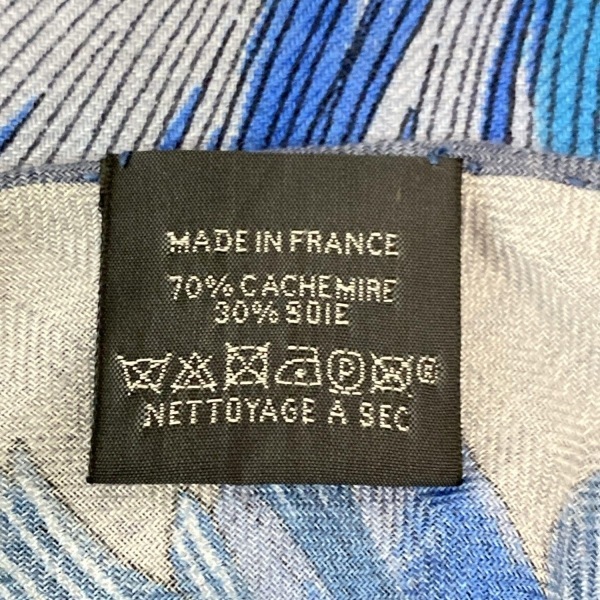 MADE IN FRANCE
70% CACHEMIRE
30% SOIE
P
NETTOYAGE A SEC